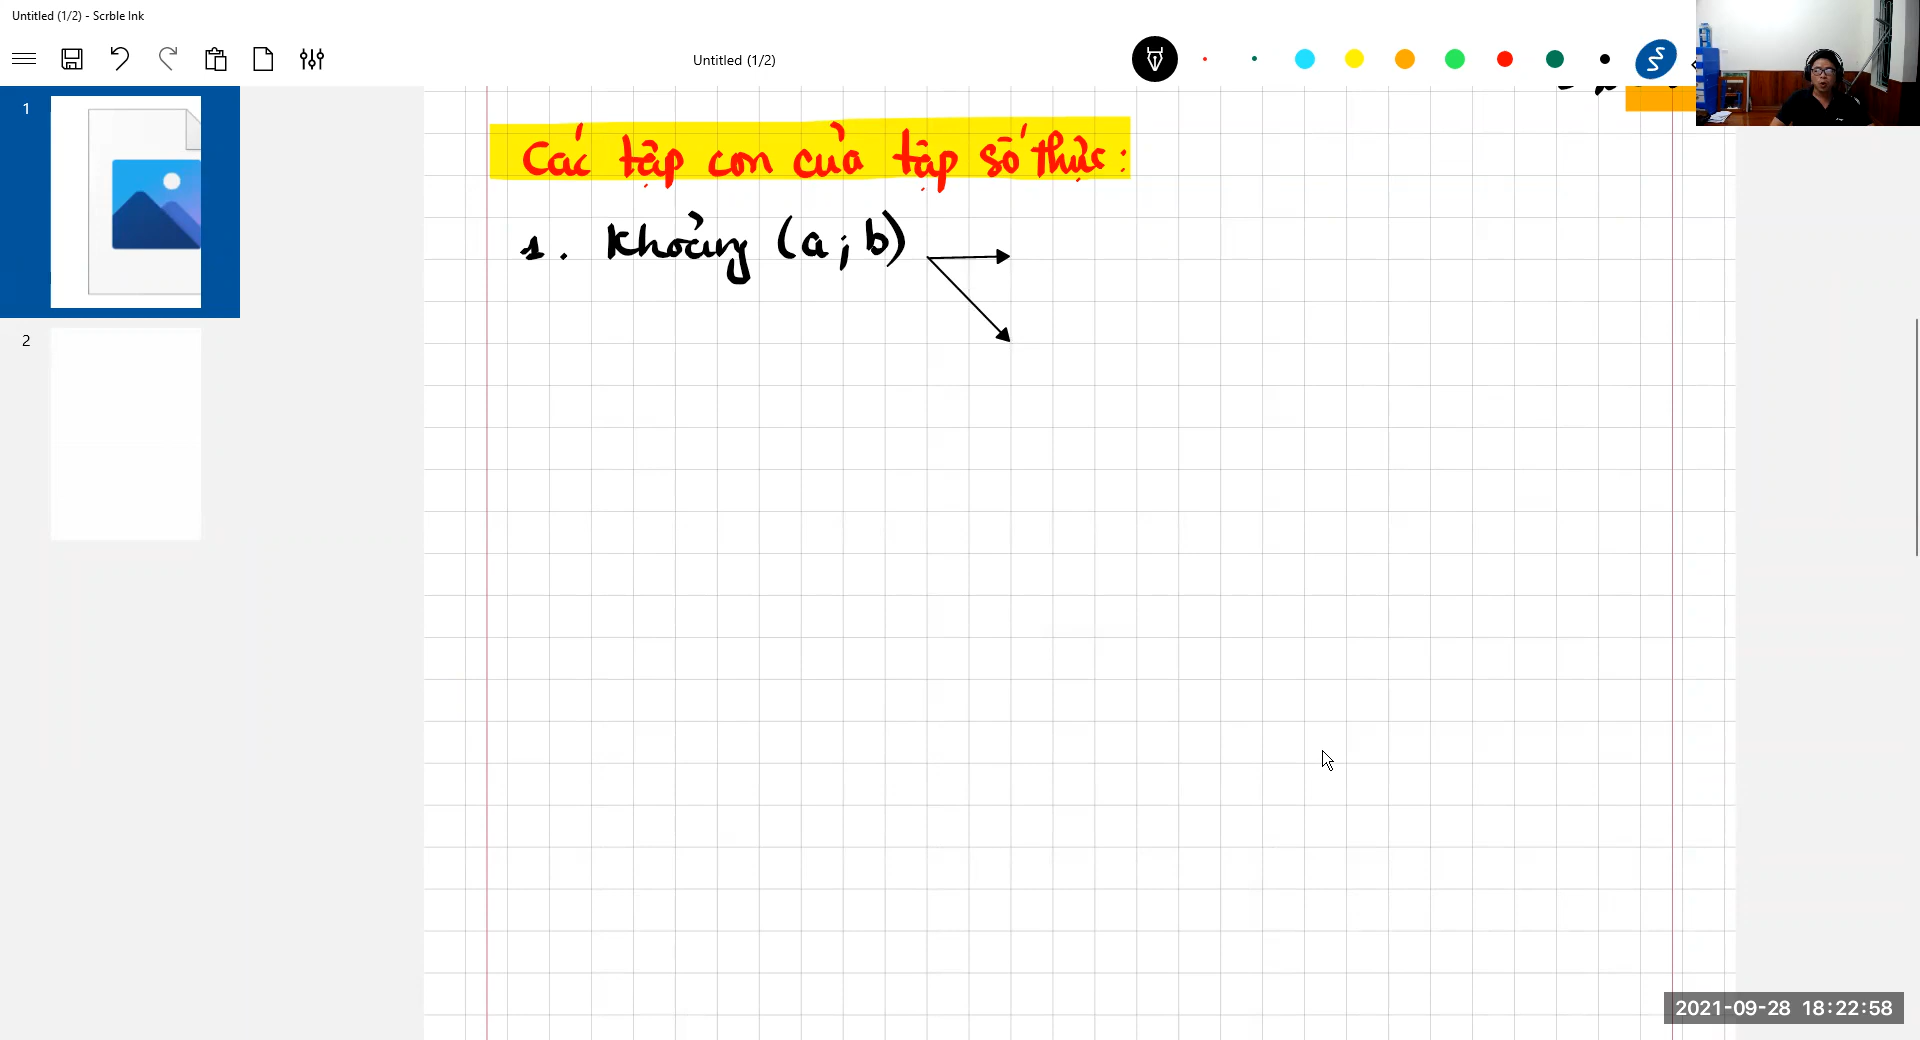 Untitled (1/2) - Scrble Ink
Untitled (1/2)
1
2
Các tập con của tập số thực:
1. Khoảng (a; b)
2021-09-28 18:22:58